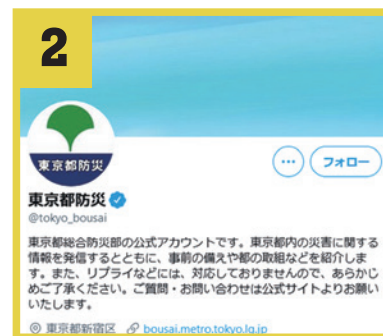 2
東京都防災
フォロー
東京都防災
@tokyo_bousai
東京都総合防災部の公式アカウントです。東京都内の災害に関する
情報を発信するとともに、事前の備えや都の取組などを紹介しま
す。また、リプライなどには、対応しておりませんので、あらかじ
めご了承ください。ご質問・お問い合わせは公式サイトよりお願い
いたします。
東京都新宿区 bousai.metro.tokyo.lg.jp